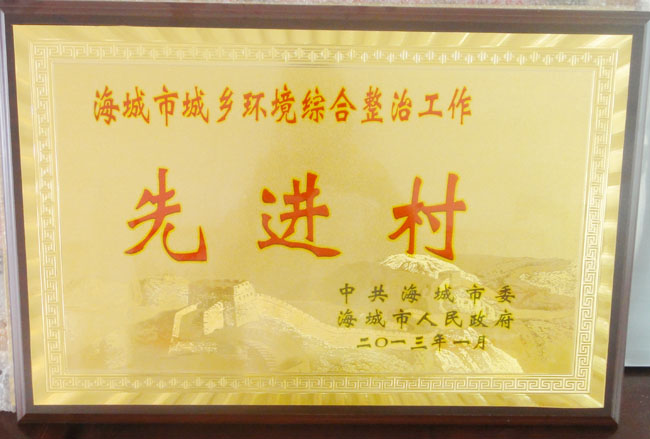 海城市城乡环境综合整治工作
先进村
中共海城市委
海城市人民政府
二〇一三年一月